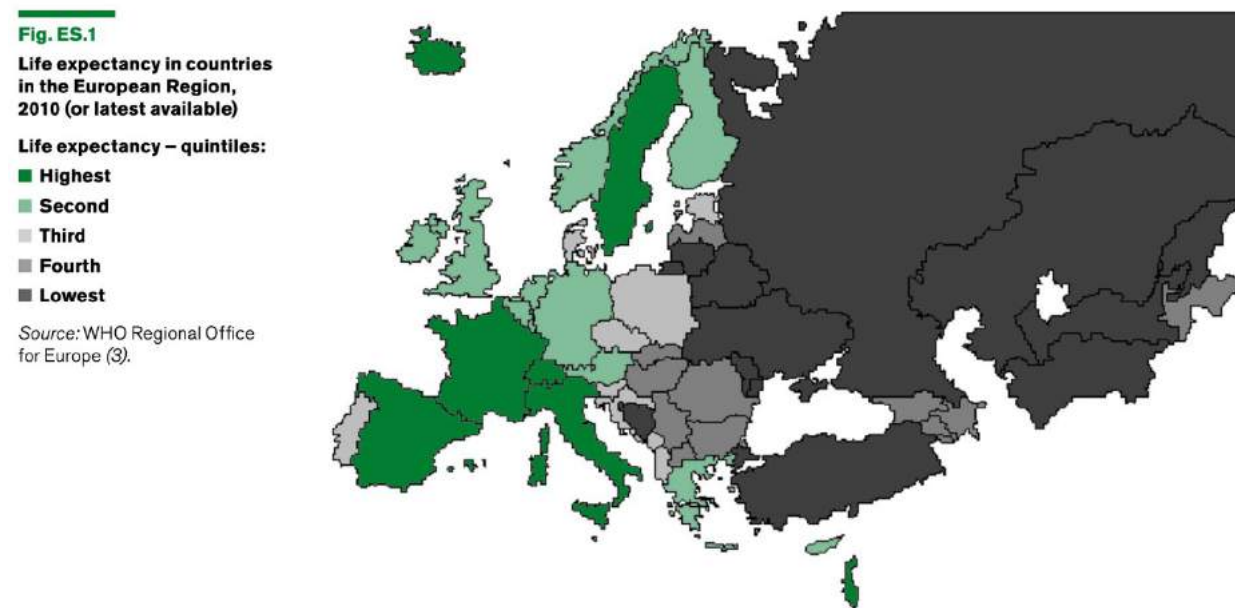 Fig. ES.1
Life expectancy in countries
in the European Region,
2010 (or latest available)
Life expectancy – quintiles:
Highest
Second
Third
Fourth
Lowest
Source: WHO Regional Office
for Europe (3).